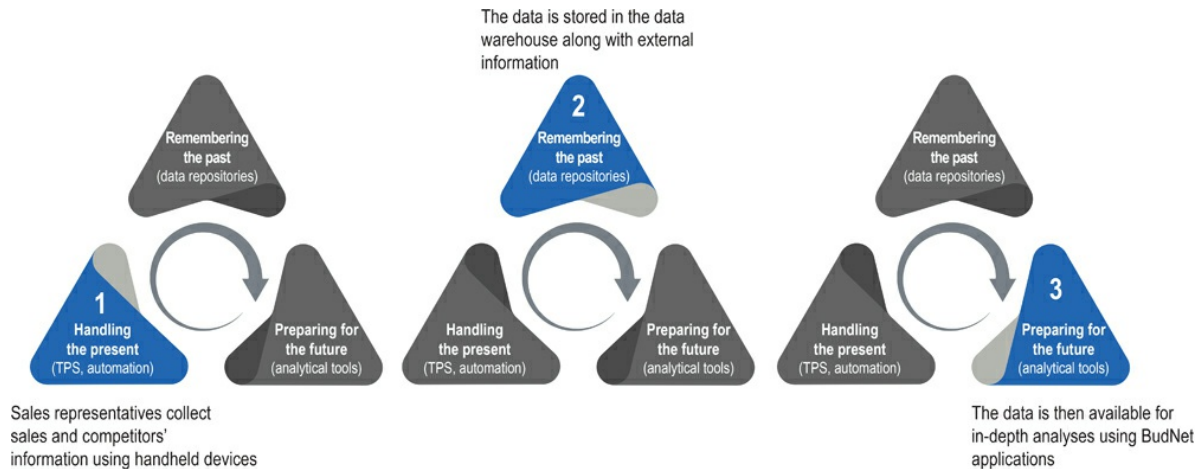 The data is stored in the data
warehouse along with external
information
Remembering
the past
(data repositories)
2
Remembering
the past
(data repositories)
Remembering
the past
(data repositories)
1
Handling
the present
(TPS, automation)
Preparing for
the future
(analytical tools)
Handling
the present
(TPS, automation)
Preparing for
the future
(analytical tools)
Handling
the present
(TPS, automation)
3
Preparing for
the future
(analytical tools)
Sales representatives collect
sales and competitors'
information using handheld devices
The data is then available for
in-depth analyses using BudNet
applications